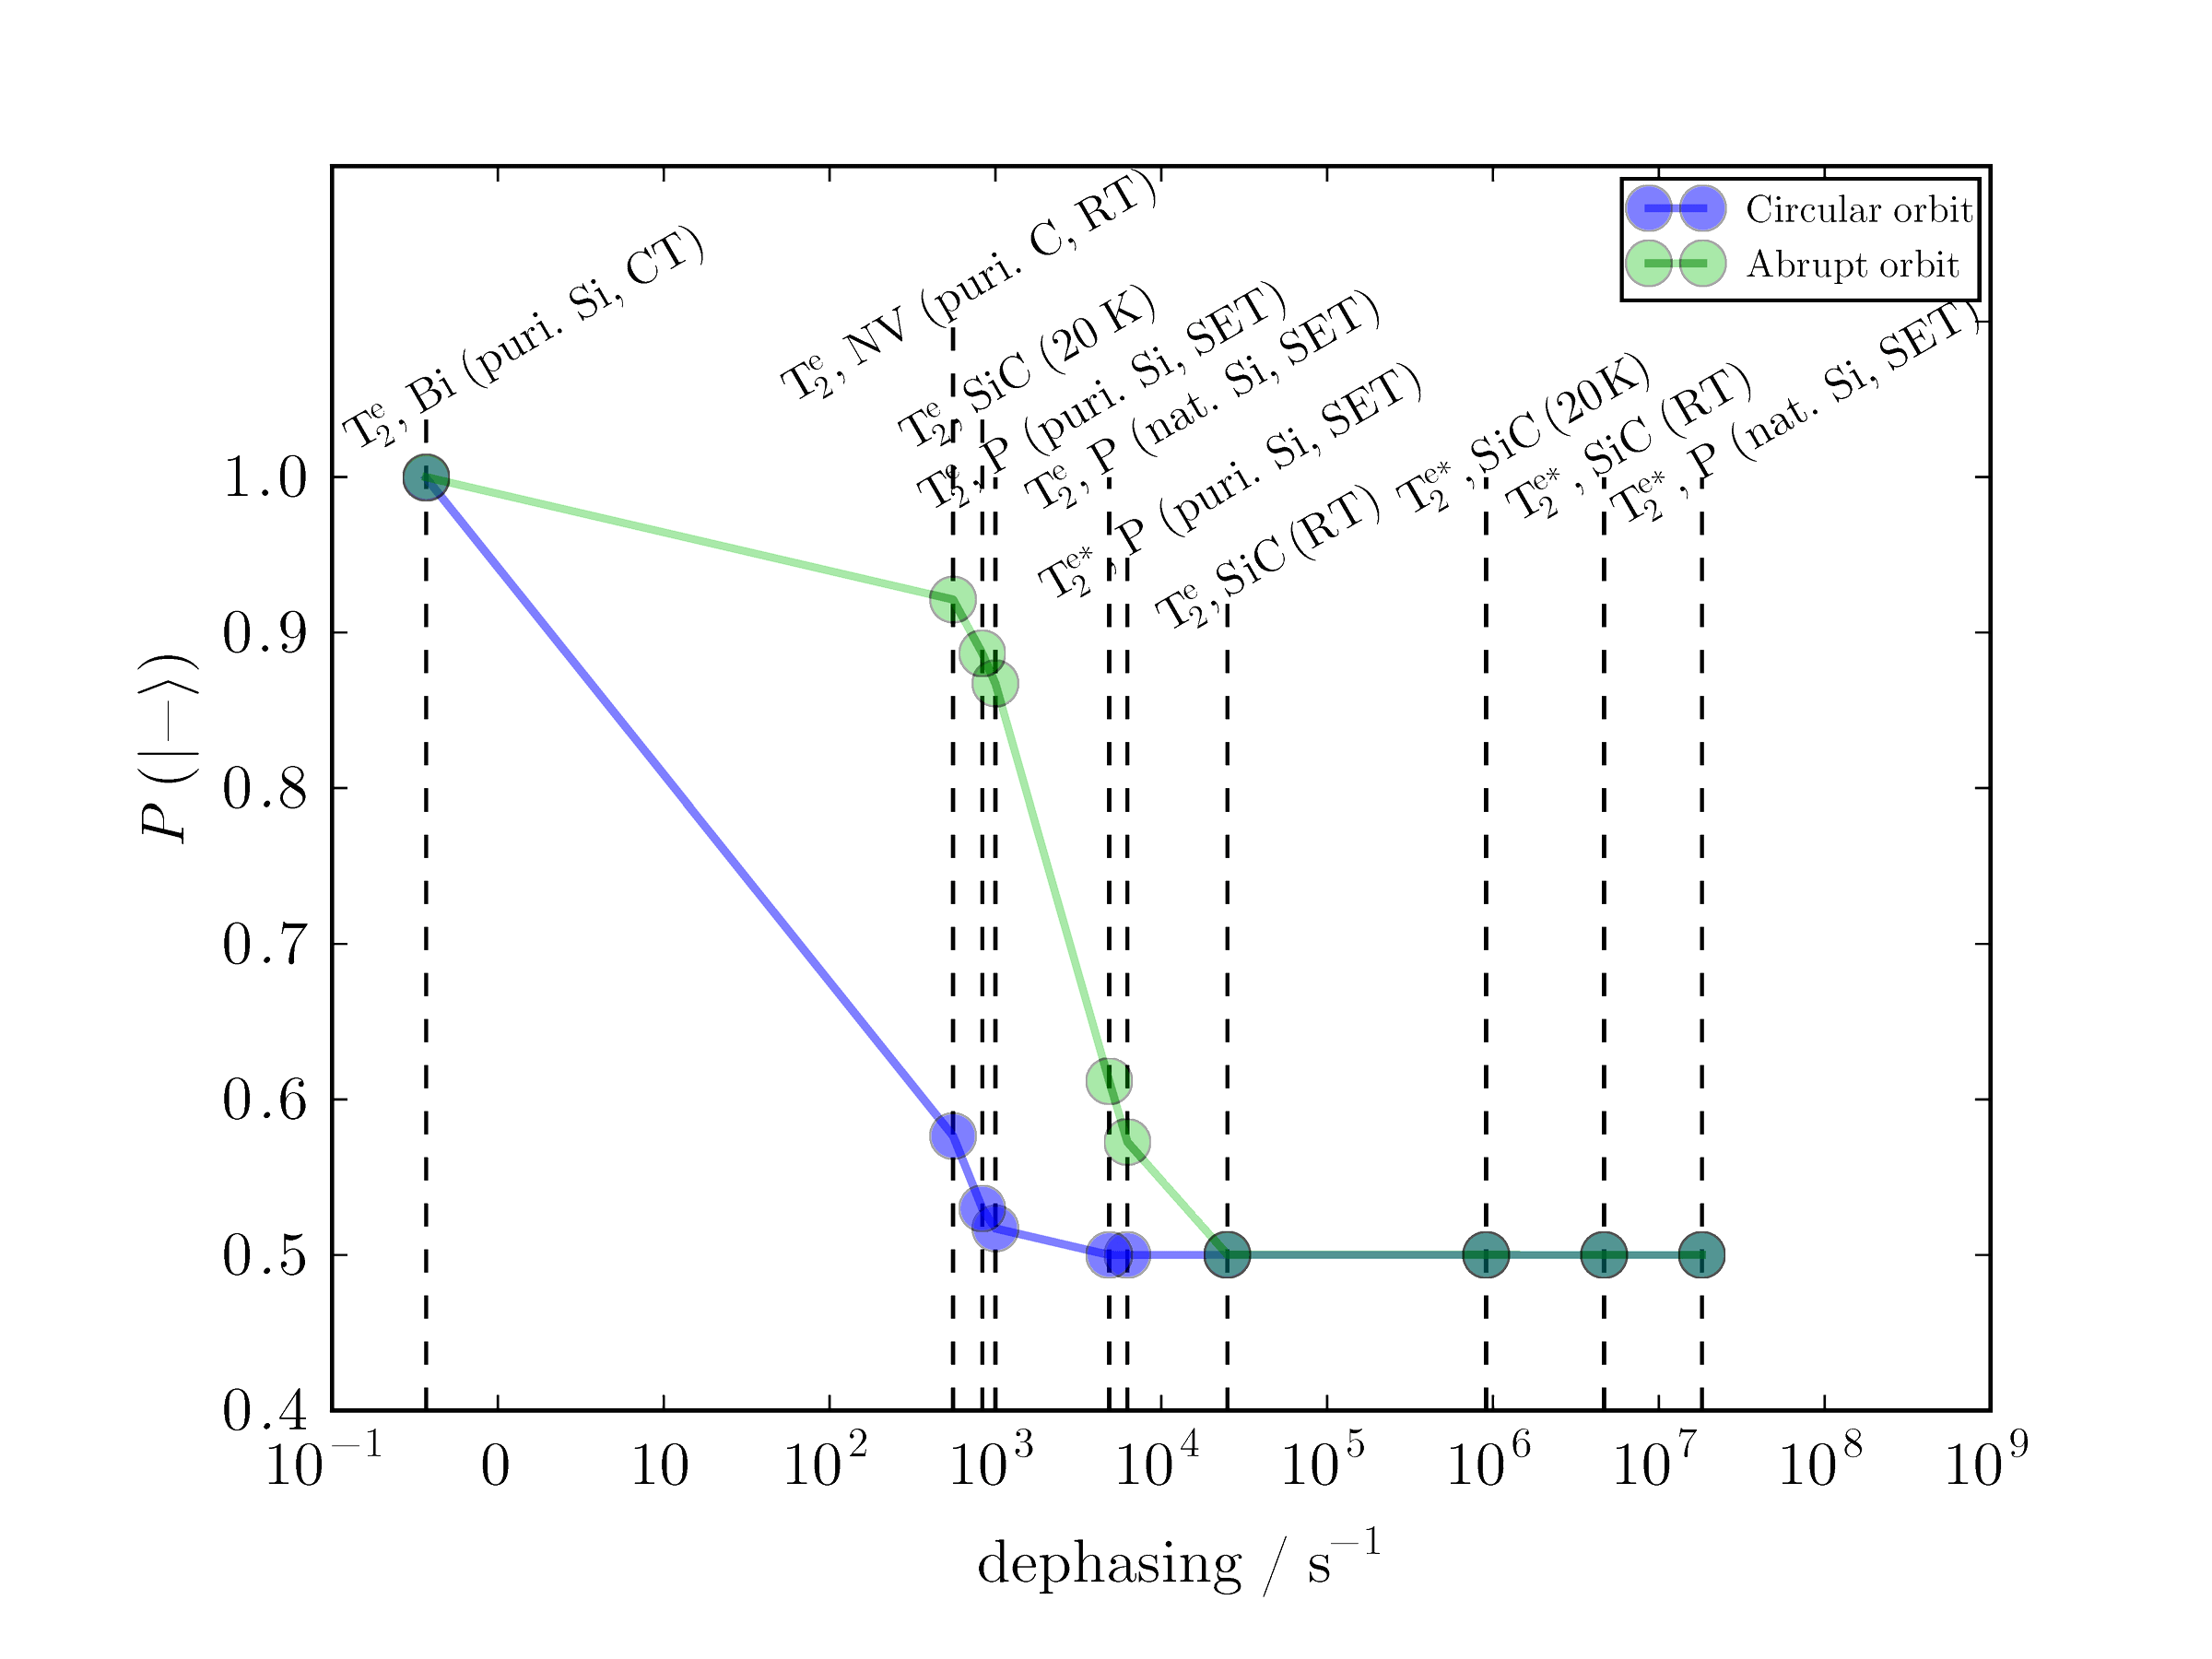 Circular orbit
Abrupt orbit
T₂ᵉ, Bi (puri. Si, CT)
T₂ᵉ, NV (puri. C, RT)
T₂ᵉ, SiC (20 K)
T₂ᵉ, P (puri. Si, SET)
T₂ᵉ, P (nat. Si, SET)
T₂ᵉ*, P (puri. Si, SET)
T₂ᵉ, SiC (RT)
T₂ᵉ*, SiC (20K)
T₂ᵉ*, SiC (RT)
T₂ᵉ*, P (nat. Si, SET)
1.0
0.9
0.8
0.7
0.6
0.5
0.4
P (|−⟩)
10⁻¹ 0 10 10² 10³ 10⁴ 10⁵ 10⁶ 10⁷ 10⁸ 10⁹
dephasing / s⁻¹